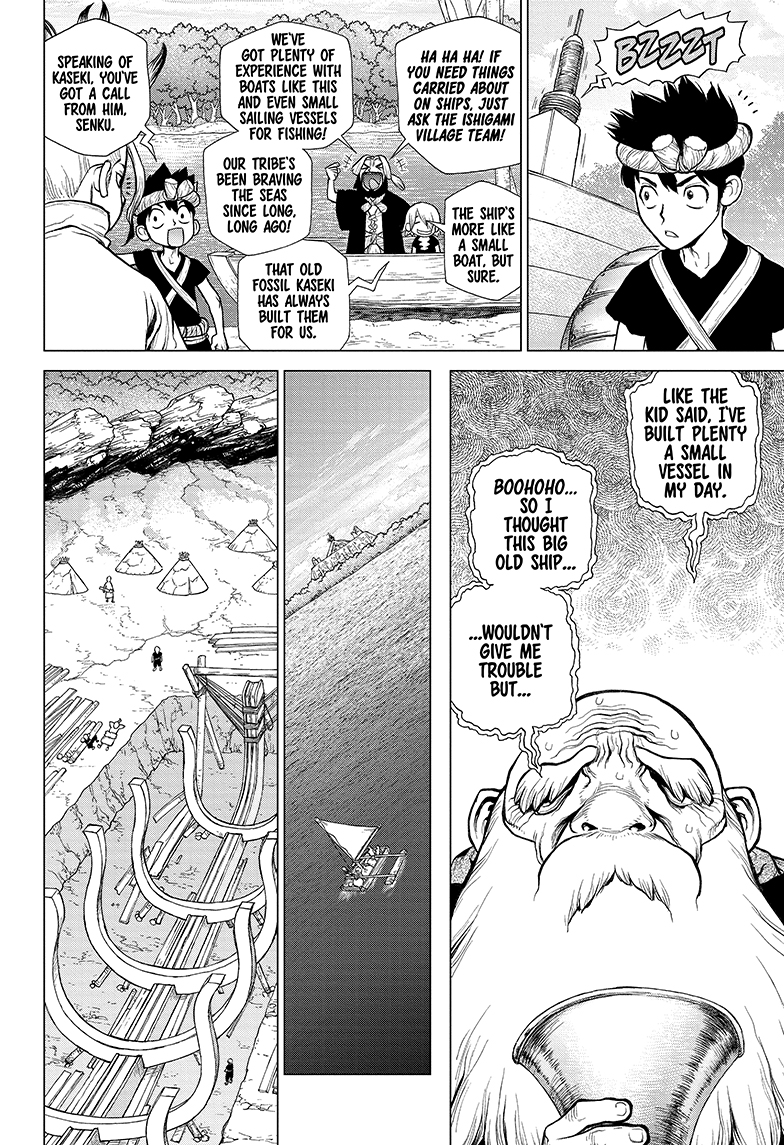 BZZZT
HA HA HA! IF
YOU NEED THINGS
CARRIED ABOUT
ON SHIPS, JUST
ASK THE ISHIGAMI
VILLAGE TEAM!
THE SHIP'S
MORE LIKE
A SMALL
BOAT, BUT
SURE.
WE'VE
GOT PLENTY OF
EXPERIENCE WITH
BOATS LIKE THIS
AND EVEN SMALL
SAILING VESSELS
FOR FISHING!
OUR TRIBE'S
BEEN BRAVING
THE SEAS
SINCE LONG,
LONG AGO!
THAT OLD
FOSSIL KASEKI
HAS ALWAYS
BUILT THEM
FOR US.
SPEAKING OF
KASEKI, YOU'VE
GOT A CALL
FROM HIM,
SENKU.
LIKE THE
KID SAID, I'VE
BUILT PLENTY
A SMALL
VESSEL IN
MY DAY.
BOOHOHO...
SO I
THOUGHT
THIS BIG
OLD SHIP...
...WOULDN'T
GIVE ME
TROUBLE
BUT...